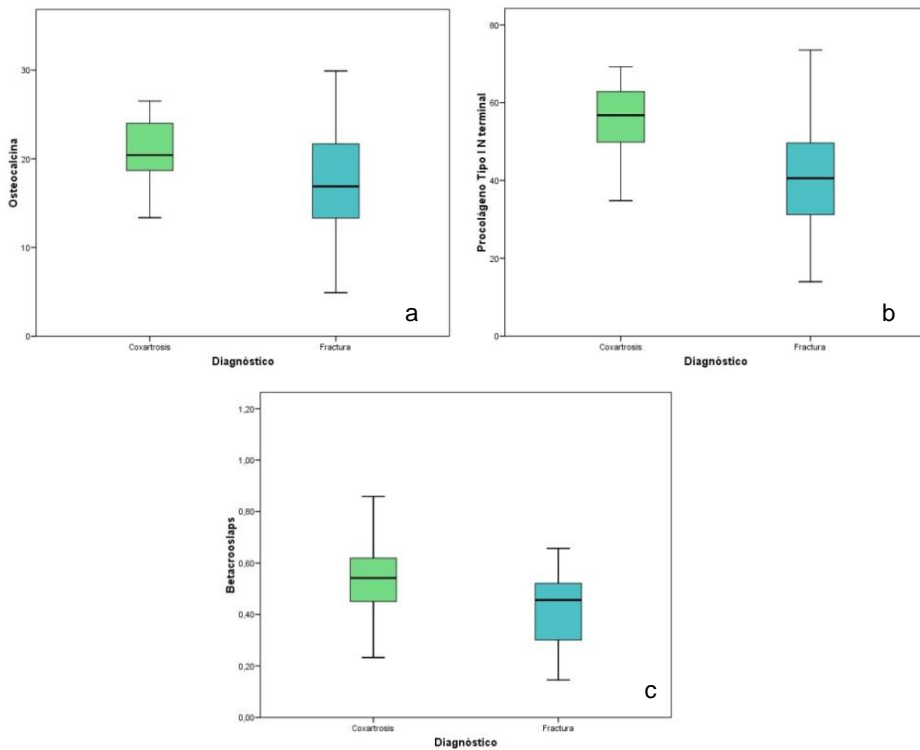 Osteocalcina
30
20
10
0
Coxartrosis
Fractura
Diagnóstico
a
Procolágeno Tipo I N terminal
80
60
40
20
0
Coxartrosis
Fractura
Diagnóstico
b
Betacrooslaps
1,20
1,00
0,80
0,60
0,40
0,20
0,00
Coxartrosis
Fractura
Diagnóstico
c